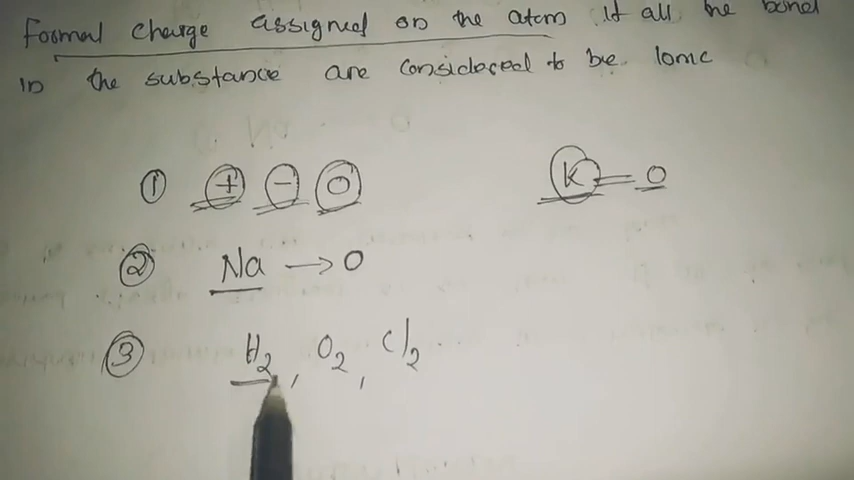 Formal charge assigned on the atom if all the bond
in the substance are considered to be Ionic
① + - 0 K = 0
② Na → 0
③ H2, O2, Cl2